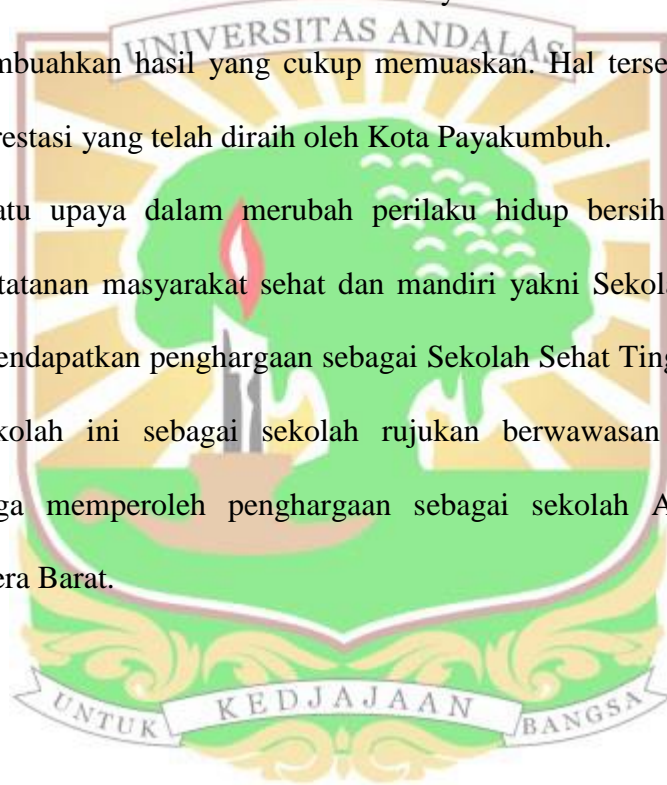 UNIVERSITAS ANDALAS
mbuahkan hasil yang cukup memuaskan. Hal terse
restasi yang telah diraih oleh Kota Payakumbuh.
atu upaya dalam merubah perilaku hidup bersih
tatanan masyarakat sehat dan mandiri yakni Sekola
endapatkan penghargaan sebagai Sekolah Sehat Ting
kolah ini sebagai sekolah rujukan berwawasan
ga memperoleh penghargaan sebagai sekolah A
era Barat.
UNTUK KEDJAJAAN BANGSA